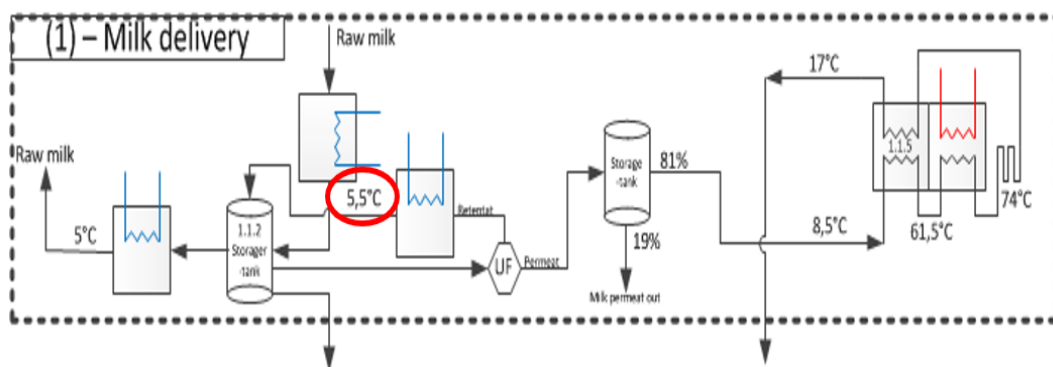 (1) – Milk delivery
Raw milk
17°C
Raw milk
1.1.5
Storage
-tank
81%
5,5°C
74°C
Retentat
1.1.2
Storager
-tank
5°C
8,5°C
61,5°C
19%
UF
Permeat
Milk permeat out